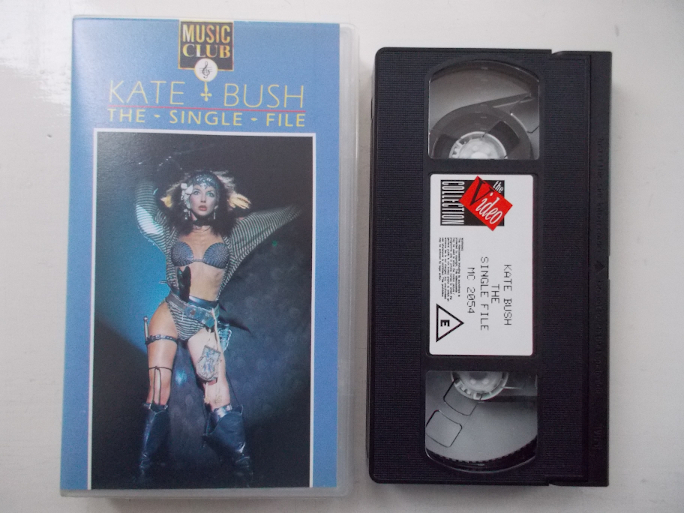 MUSIC
CLUB
KATE BUSH
THE - SINGLE - FILE
the
Video
COLLECTION
KATE BUSH
THE
SINGLE FILE
MC 2054
E